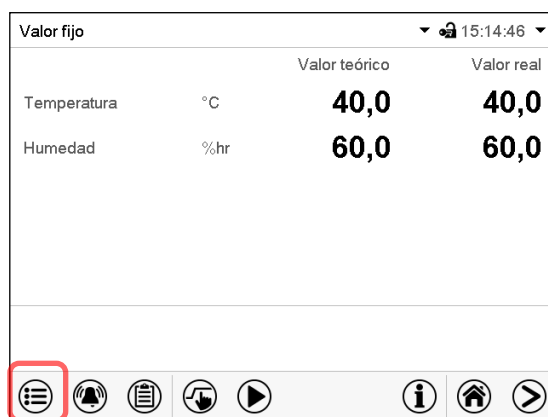 Valor fijo 15:14:46
Valor teórico Valor real
Temperatura °C 40,0 40,0
Humedad %hr 60,0 60,0